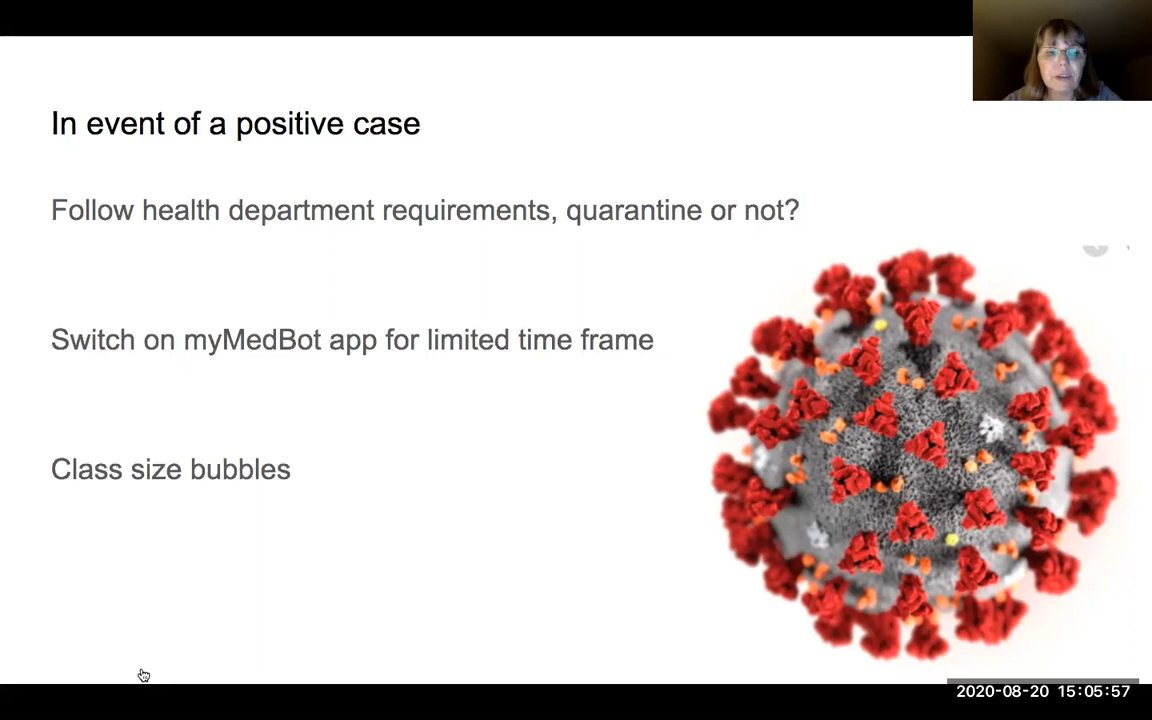 In event of a positive case
Follow health department requirements, quarantine or not?
Switch on myMedBot app for limited time frame
Class size bubbles
2020-08-20 15:05:57